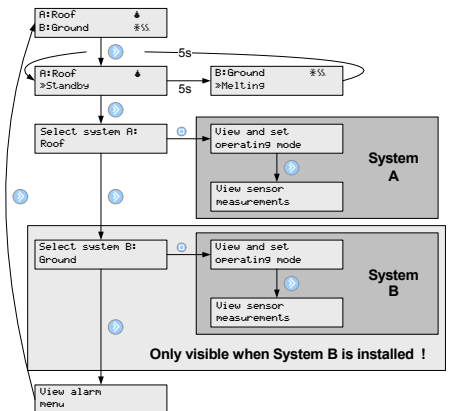 A:Roof
B:Ground ※SS.
5s
A:Roof
»Standby
5s
B:Ground ※SS.
»Melting
Select system A:
Roof
View and set
operating mode
View sensor
measurements
System
A
Select system B:
Ground
View and set
operating mode
View sensor
measurements
System
B
Only visible when System B is installed !
View alarm
menu